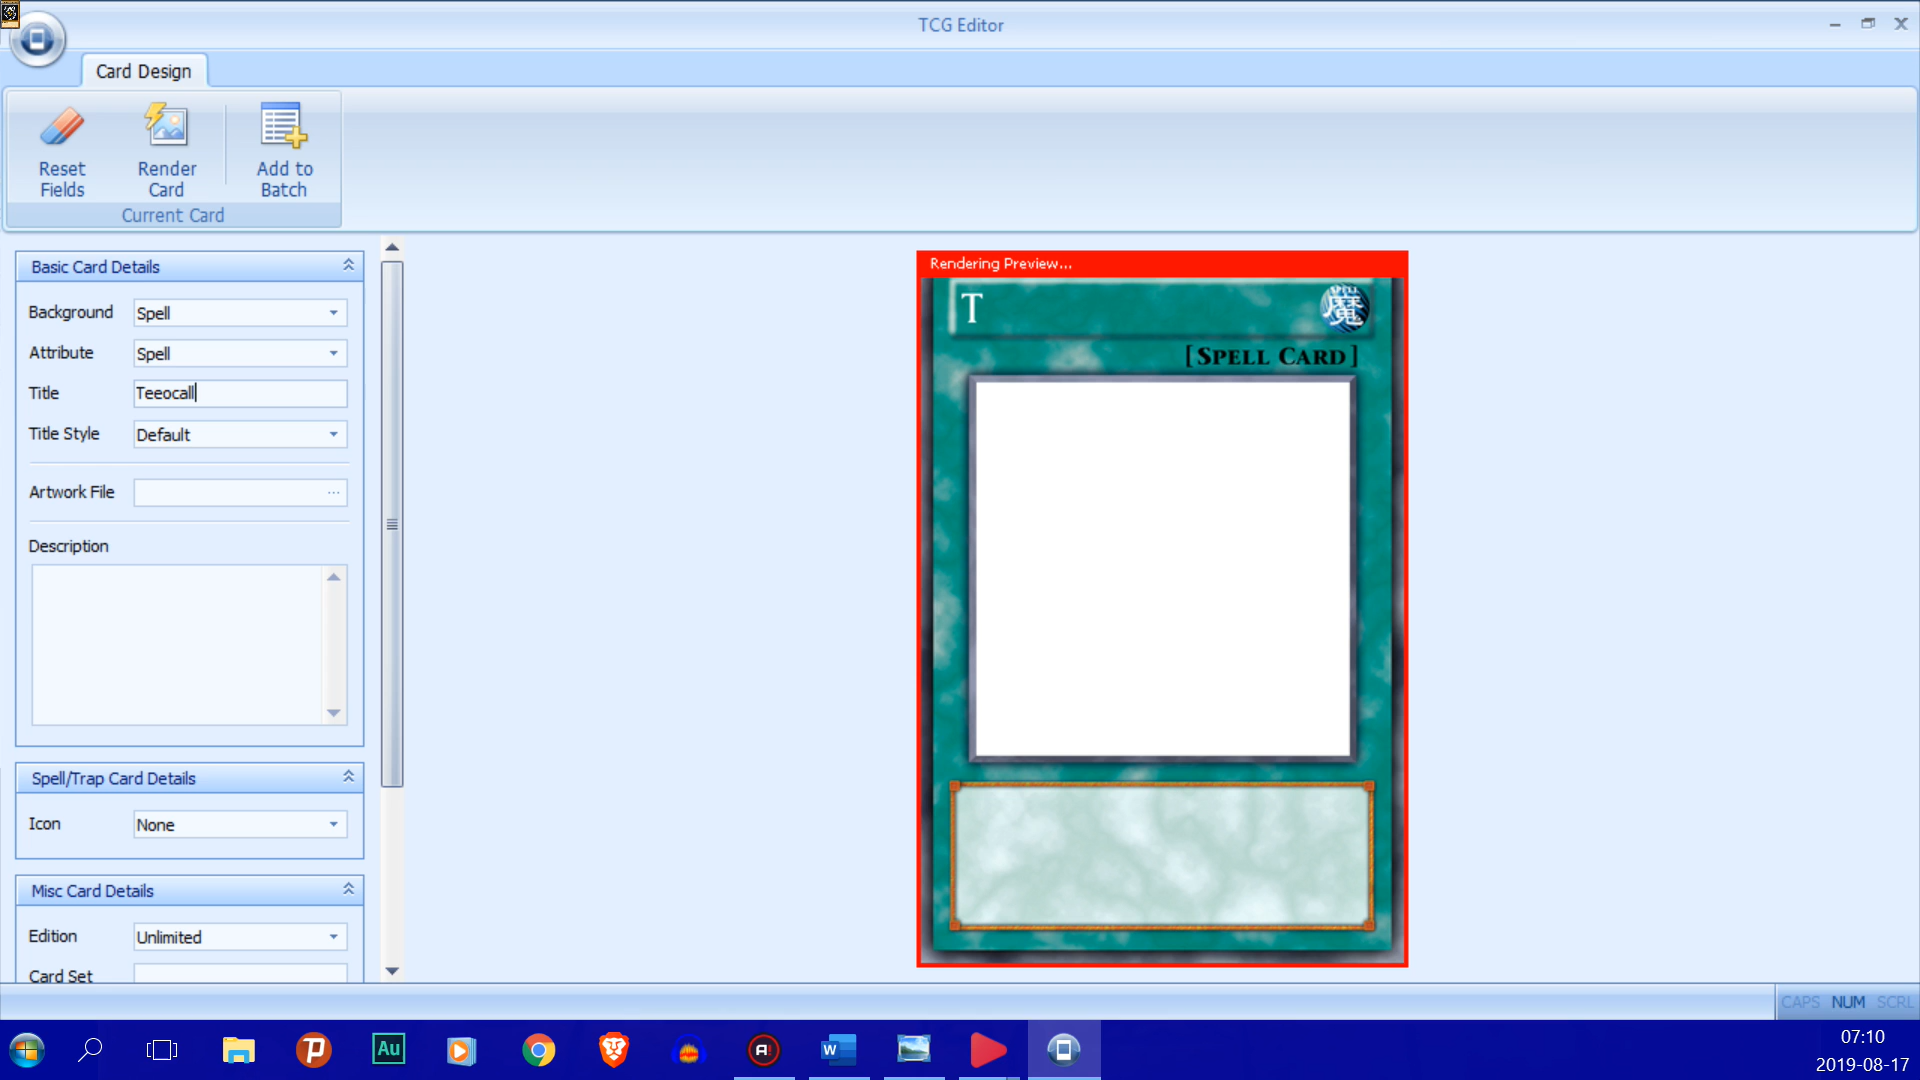 TCG Editor
Card Design
Reset Fields
Render Card
Add to Batch
Current Card
Basic Card Details
Background Spell
Attribute Spell
Title Teeocall
Title Style Default
Artwork File ...
Description
Spell/Trap Card Details
Icon None
Misc Card Details
Edition Unlimited
Card Set
Rendering Preview...
T 魔
[SPELL CARD]
CAPS NUM SCRL
Au
A!
W
07:10
2019-08-17